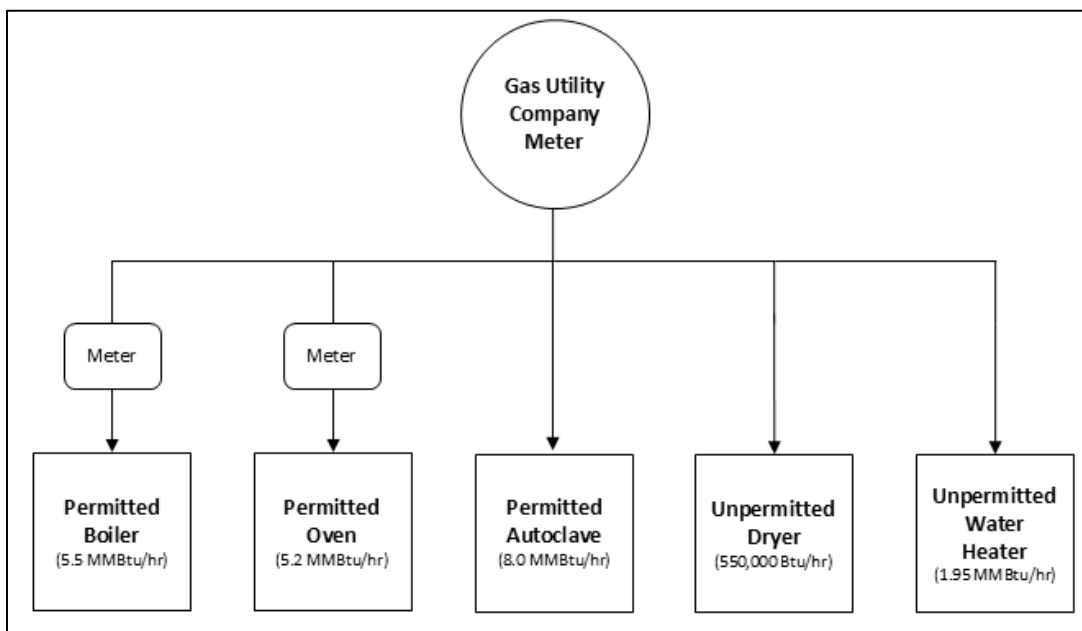 Gas Utility
Company
Meter
Meter
Meter
Permitted
Boiler
(5.5 MMBtu/hr)
Permitted
Oven
(5.2 MMBtu/hr)
Permitted
Autoclave
(8.0 MMBtu/hr)
Unpermitted
Dryer
(550,000 Btu/hr)
Unpermitted
Water
Heater
(1.95 MMBtu/hr)